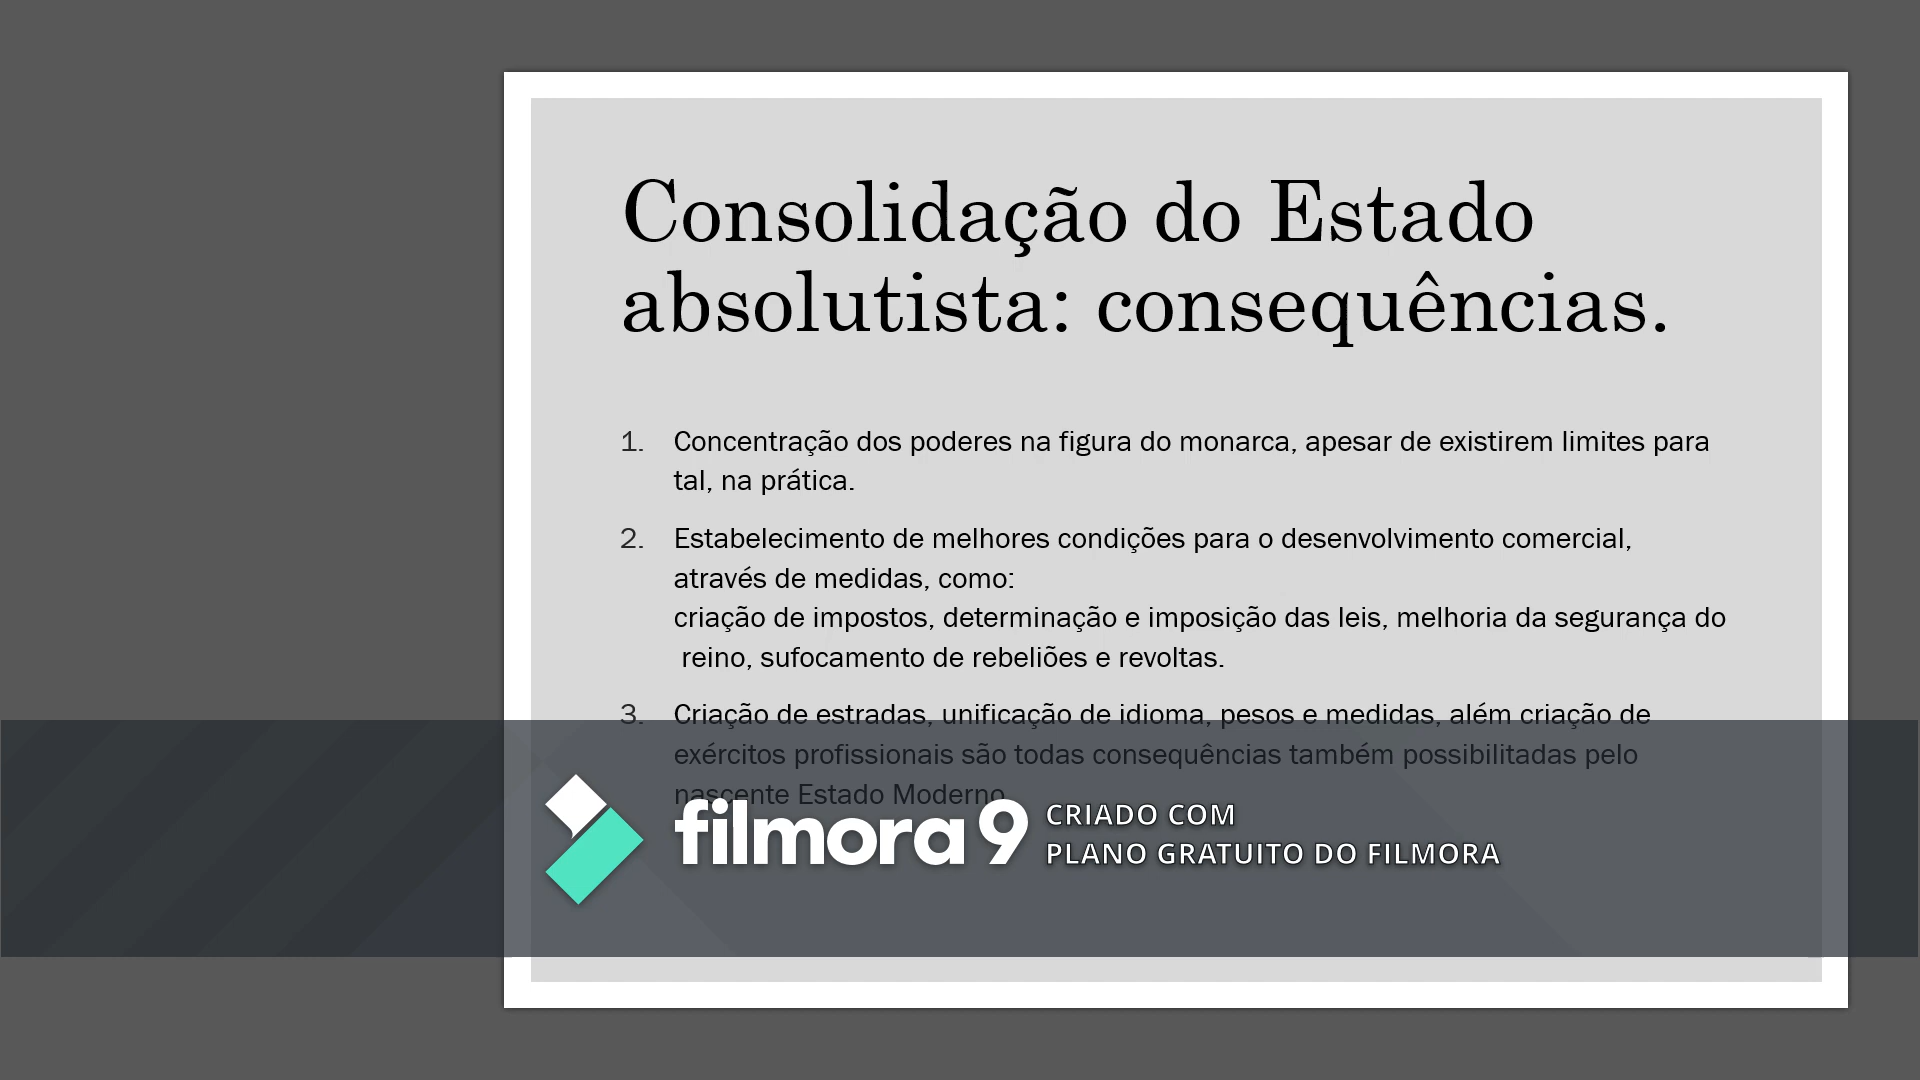 Consolidação do Estado
absolutista: consequências.
1. Concentração dos poderes na figura do monarca, apesar de existirem limites para
tal, na prática.
2. Estabelecimento de melhores condições para o desenvolvimento comercial,
através de medidas, como:
criação de impostos, determinação e imposição das leis, melhoria da segurança do
reino, sufocamento de rebeliões e revoltas.
3. Criação de estradas, unificação de idioma, pesos e medidas, além criação de
exércitos profissionais são todas consequências também possibilitadas pelo
nascente Estado Moderno.
filmora 9 CRIADO COM
PLANO GRATUITO DO FILMORA